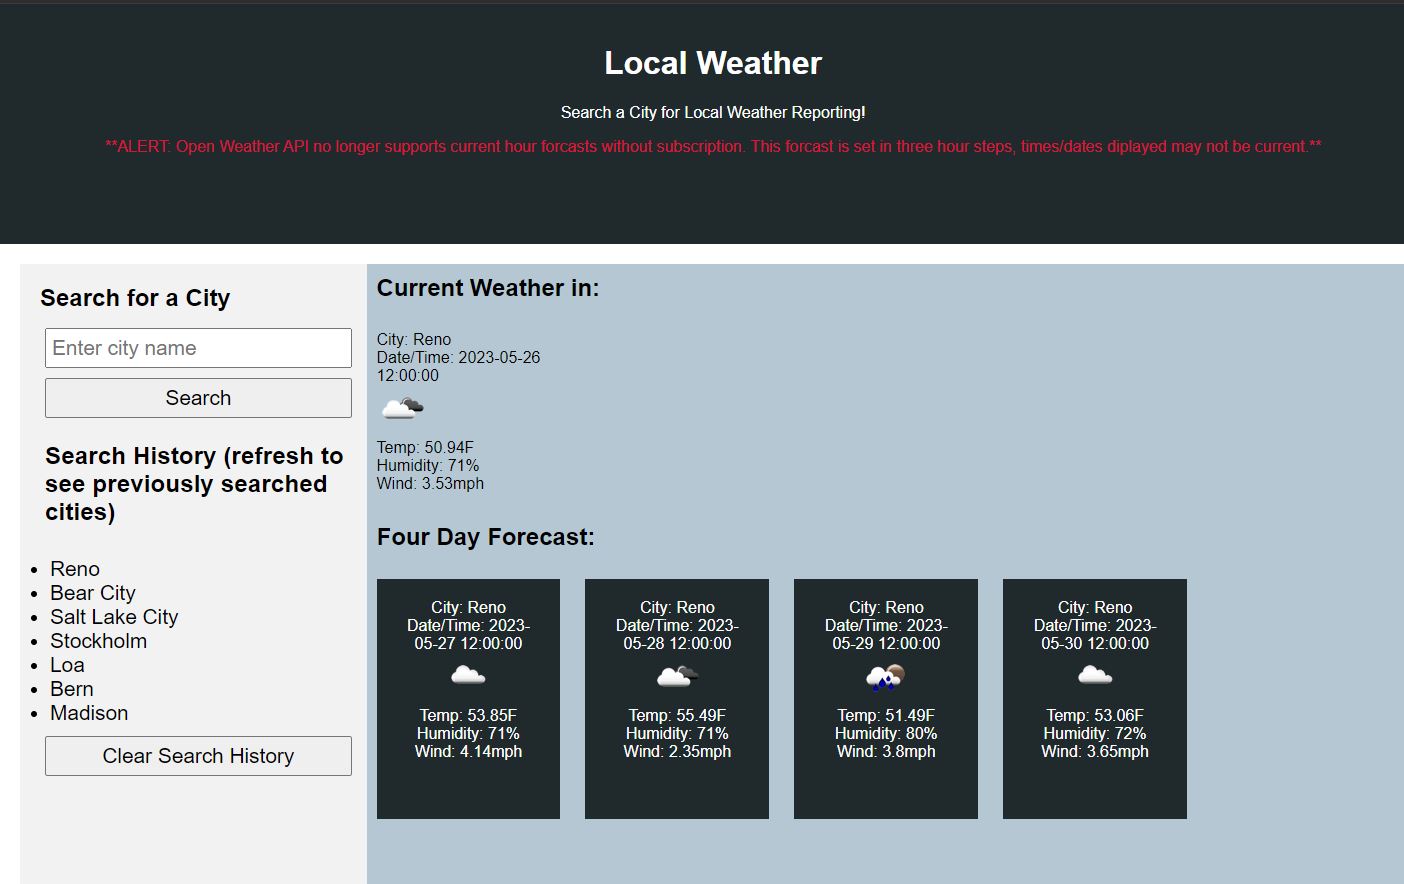 Local Weather
Search a City for Local Weather Reporting!
**ALERT: Open Weather API no longer supports current hour forcasts without subscription. This forcast is set in three hour steps, times/dates diplayed may not be current.**
Search for a City
Enter city name
Search
Search History (refresh to
see previously searched
cities)
Reno
Bear City
Salt Lake City
Stockholm
Loa
Bern
Madison
Clear Search History
Current Weather in:
City: Reno
Date/Time: 2023-05-26
12:00:00
Temp: 50.94F
Humidity: 71%
Wind: 3.53mph
Four Day Forecast:
City: Reno
Date/Time: 2023-
05-27 12:00:00
Temp: 53.85F
Humidity: 71%
Wind: 4.14mph
City: Reno
Date/Time: 2023-
05-28 12:00:00
Temp: 55.49F
Humidity: 71%
Wind: 2.35mph
City: Reno
Date/Time: 2023-
05-29 12:00:00
Temp: 51.49F
Humidity: 80%
Wind: 3.8mph
City: Reno
Date/Time: 2023-
05-30 12:00:00
Temp: 53.06F
Humidity: 72%
Wind: 3.65mph